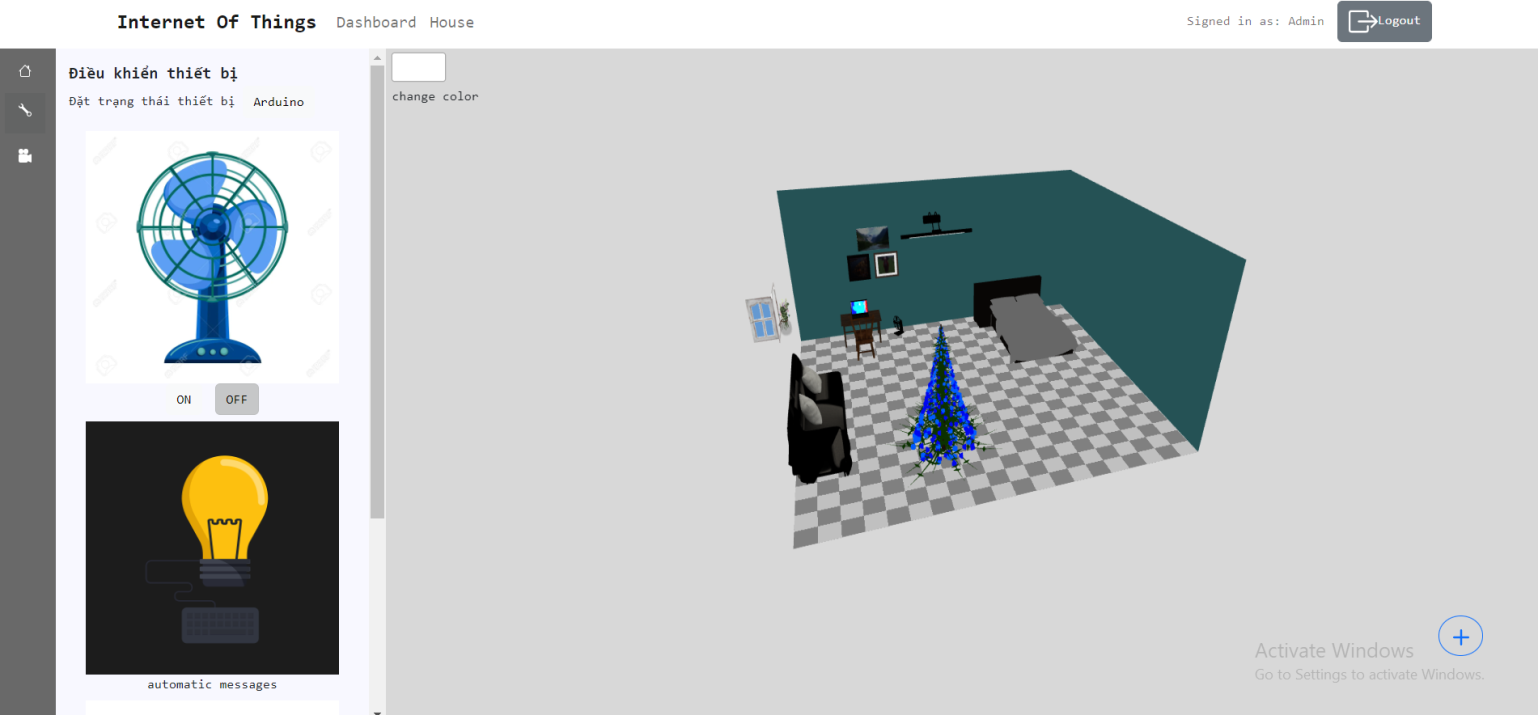 Internet Of Things Dashboard House Signed in as: Admin Logout
Điều khiển thiết bị
Đặt trạng thái thiết bị Arduino
change color
ON OFF
automatic messages
Activate Windows
Go to Settings to activate Windows.